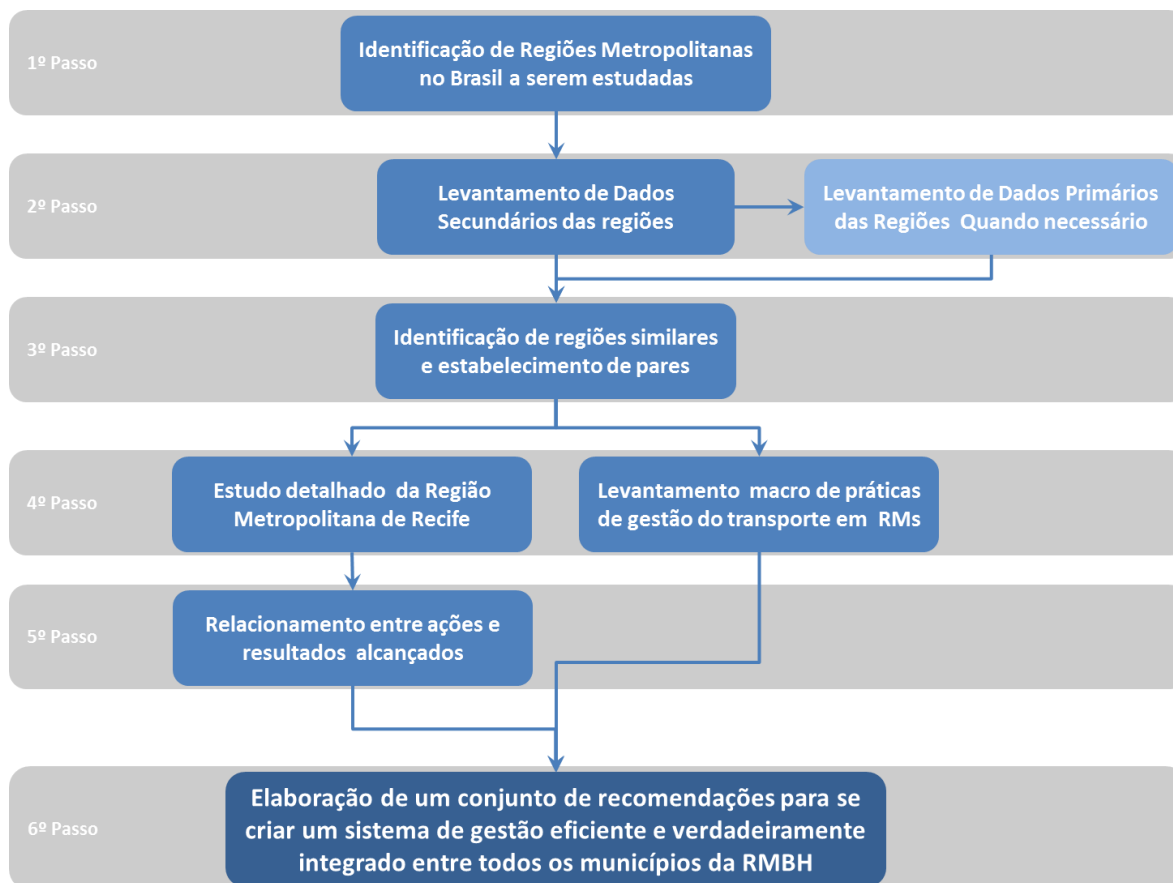 1º Passo
Identificação de Regiões Metropolitanas
no Brasil a serem estudadas
2º Passo
Levantamento de Dados
Secundários das regiões
Levantamento de Dados Primários
das Regiões Quando necessário
3º Passo
Identificação de regiões similares
e estabelecimento de pares
4º Passo
Estudo detalhado da Região
Metropolitana de Recife
Levantamento macro de práticas
de gestão do transporte em RMs
5º Passo
Relacionamento entre ações e
resultados alcançados
6º Passo
Elaboração de um conjunto de recomendações para se
criar um sistema de gestão eficiente e verdadeiramente
integrado entre todos os municípios da RMBH